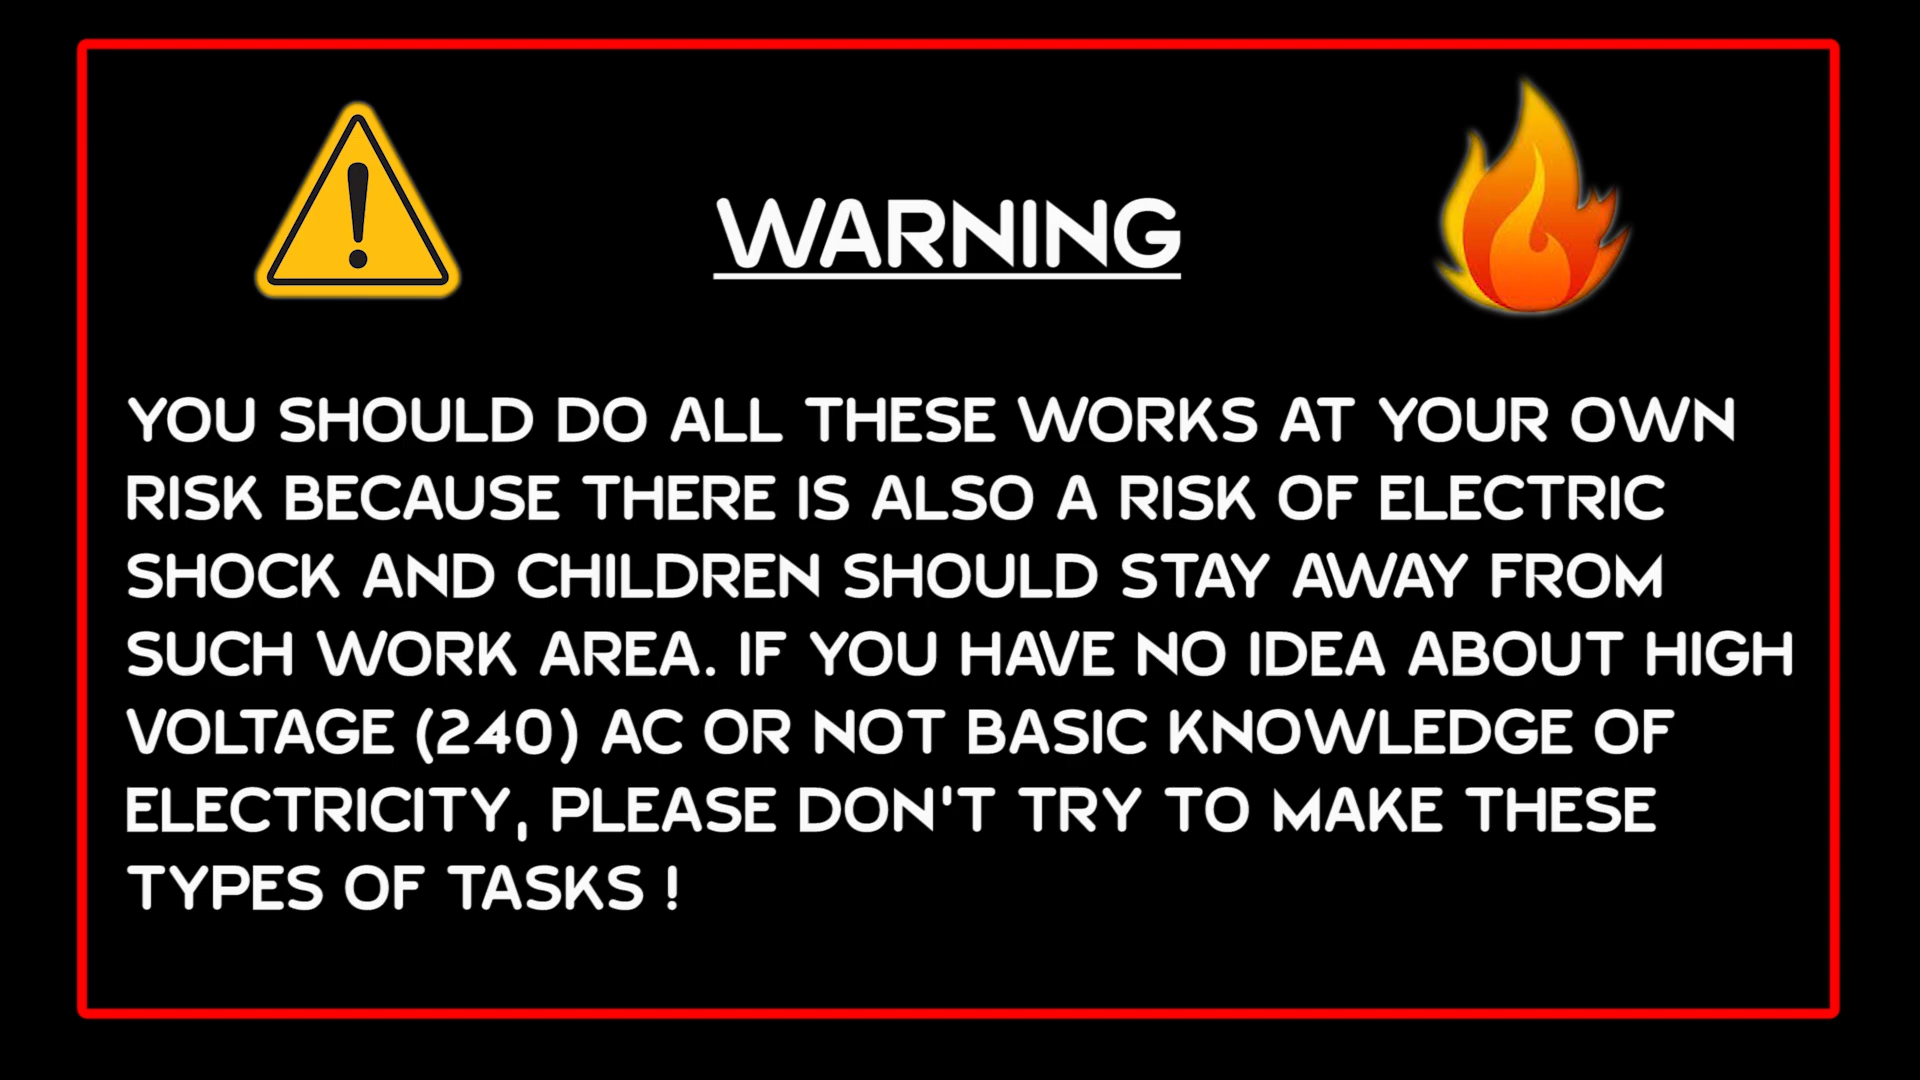 WARNING
YOU SHOULD DO ALL THESE WORKS AT YOUR OWN
RISK BECAUSE THERE IS ALSO A RISK OF ELECTRIC
SHOCK AND CHILDREN SHOULD STAY AWAY FROM
SUCH WORK AREA. IF YOU HAVE NO IDEA ABOUT HIGH
VOLTAGE (240) AC OR NOT BASIC KNOWLEDGE OF
ELECTRICITY, PLEASE DON'T TRY TO MAKE THESE
TYPES OF TASKS !